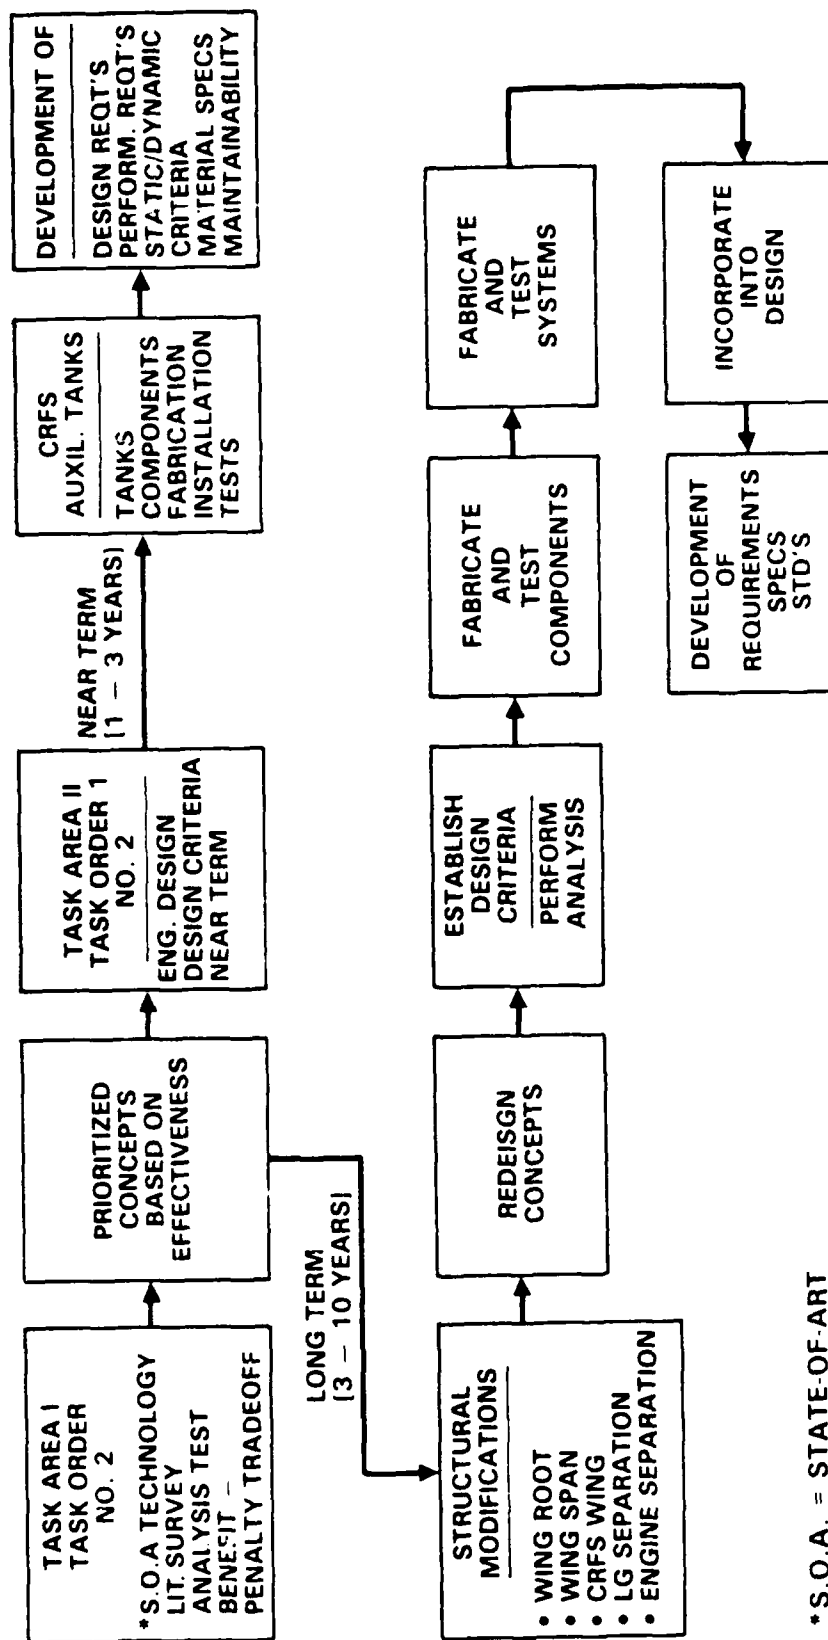 TASK AREA I
TASK ORDER
NO. 2
*S.O.A TECHNOLOGY
LIT. SURVEY
ANALYSIS TEST
BENEFIT –
PENALTY TRADEOFF
PRIORITIZED
CONCEPTS
BASED ON
EFFECTIVENESS
TASK AREA II
TASK ORDER 1
NO. 2
ENG. DESIGN
DESIGN CRITERIA
NEAR TERM
NEAR TERM
[1 – 3 YEARS]
CRFS
AUXIL. TANKS
TANKS
COMPONENTS
FABRICATION
INSTALLATION
TESTS
DEVELOPMENT OF
DESIGN REQT'S
PERFORM. REQT'S
STATIC/DYNAMIC
CRITERIA
MATERIAL SPECS
MAINTAINABILITY
LONG TERM
[3 – 10 YEARS]
STRUCTURAL
MODIFICATIONS
• WING ROOT
• WING SPAN
• CRFS WING
• LG SEPARATION
• ENGINE SEPARATION
REDEISGN
CONCEPTS
ESTABLISH
DESIGN
CRITERIA
PERFORM
ANALYSIS
FABRICATE
AND
TEST
COMPONENTS
FABRICATE
AND
TEST
SYSTEMS
INCORPORATE
INTO
DESIGN
DEVELOPMENT
OF
REQUIREMENTS
SPECS
STD'S
*S.O.A. = STATE-OF-ART